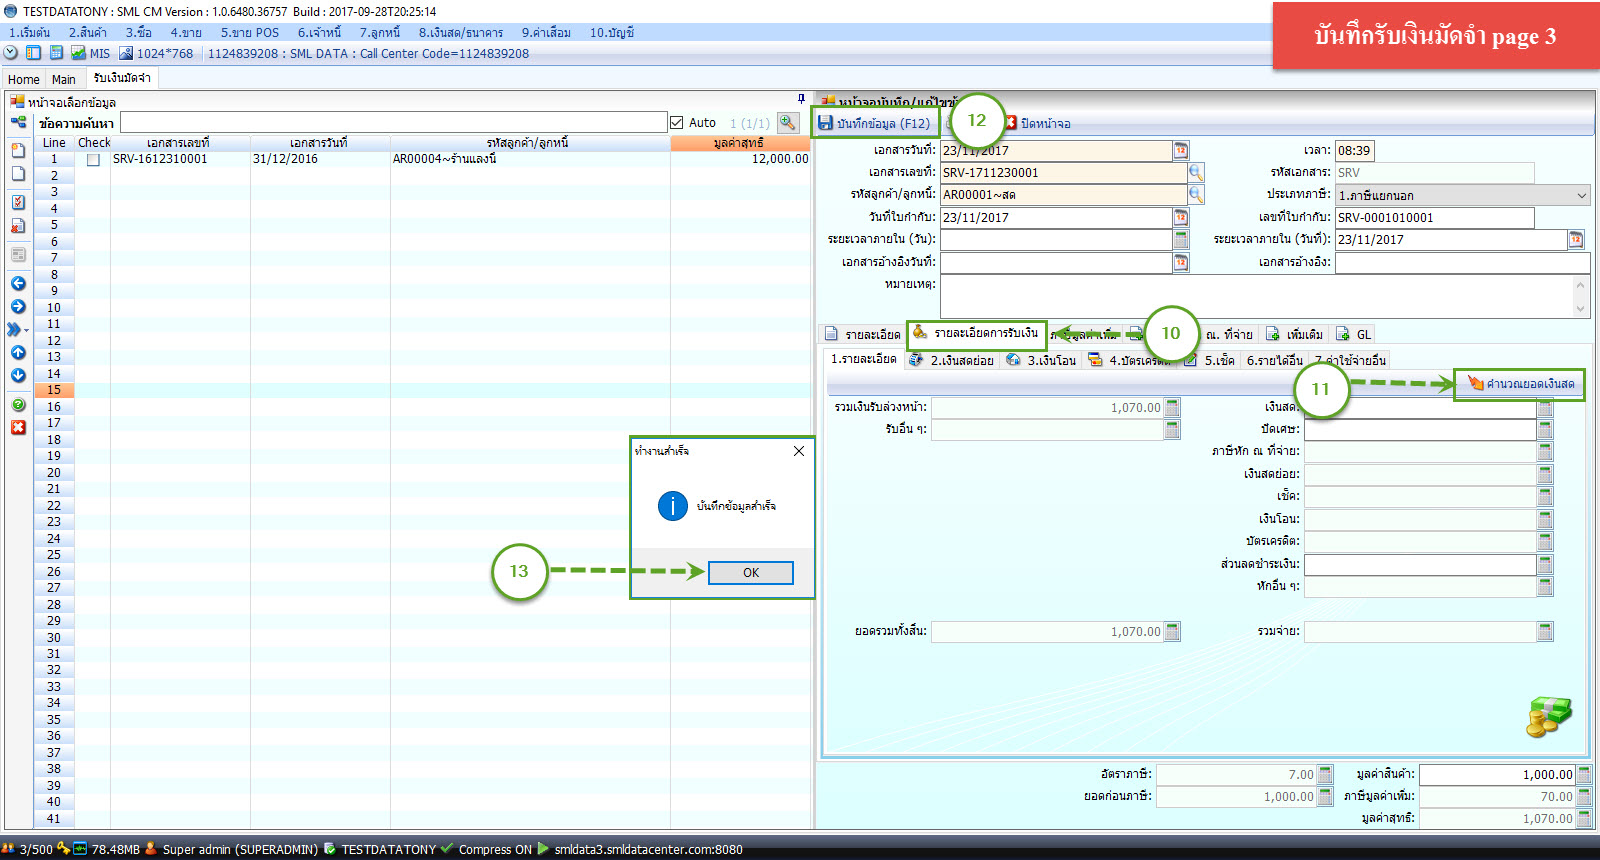 TESTDATATONY : SML CM Version : 1.0.6480.36757  Build : 2017-09-28T20:25:14
บันทึกรับเงินมัดจำ page 3
1.เริ่มต้น 2.สินค้า 3.ซื้อ 4.ขาย 5.ขาย POS 6.เจ้าหนี้ 7.ลูกหนี้ 8.เงินสด/ธนาคาร 9.ค่าเสื่อม 10.บัญชี
MIS 1024*768 1124839208 : SML DATA : Call Center Code=1124839208
Home Main รับเงินมัดจำ
หน้าจอเลือกข้อมูล
ข้อความค้นหา Auto 1 (1/1)
Line Check เอกสารเลขที่ เอกสารวันที่ รหัสลูกค้า/ลูกหนี้ มูลค่าสุทธิ
1 SRV-1612310001 31/12/2016 AR00004~ร้านแลงนี้ 12,000.00
2
3
4
5
6
7
8
9
10
11
12
13
14
15
16
17
18
19
20
21
22
23
24
25
26
27
28
29
30
31
32
33
34
35
36
37
38
39
40
41
หน้าจอบันทึก/แก้ไข
บันทึกข้อมูล (F12) 12 ปิดหน้าจอ
เอกสารวันที่: 23/11/2017 เวลา: 08:39
เอกสารเลขที่: SRV-1711230001 รหัสเอกสาร: SRV
รหัสลูกค้า/ลูกหนี้: AR00001~สด ประเภทภาษี: 1.ภาษีแยกนอก
วันที่ใบกำกับ: 23/11/2017 เลขที่ใบกำกับ: SRV-0001010001
ระยะเวลาภายใน (วัน): ระยะเวลาภายใน (วันที่): 23/11/2017
เอกสารอ้างอิงวันที่: เอกสารอ้างอิง:
หมายเหตุ:
รายละเอียด รายละเอียดการรับเงิน ภาษีมูลค่าเพิ่ม 10 ณ. ที่จ่าย เพิ่มเติม GL
1.รายละเอียด 2.เงินสดย่อย 3.เงินโอน 4.บัตรเครดิต 5.เช็ค 6.รายได้อื่น 7.ค่าใช้จ่ายอื่น
11 คำนวณยอดเงินสด
รวมเงินรับล่วงหน้า: 1,070.00 เงินสด:
รับอื่น ๆ: ปัดเศษ:
ภาษีหัก ณ ที่จ่าย:
เงินสดย่อย:
เช็ค:
เงินโอน:
บัตรเครดิต:
ส่วนลดชำระเงิน:
หักอื่น ๆ:
ยอดรวมทั้งสิ้น: 1,070.00 รวมจ่าย:
ทำงานสำเร็จ
บันทึกข้อมูลสำเร็จ
13 OK
อัตราภาษี: 7.00 มูลค่าสินค้า: 1,000.00
ยอดก่อนภาษี: 1,000.00 ภาษีมูลค่าเพิ่ม: 70.00
มูลค่าสุทธิ: 1,070.00
3/500 78.48MB Super admin (SUPERADMIN) TESTDATATONY Compress ON smldata3.smldatacenter.com:8080